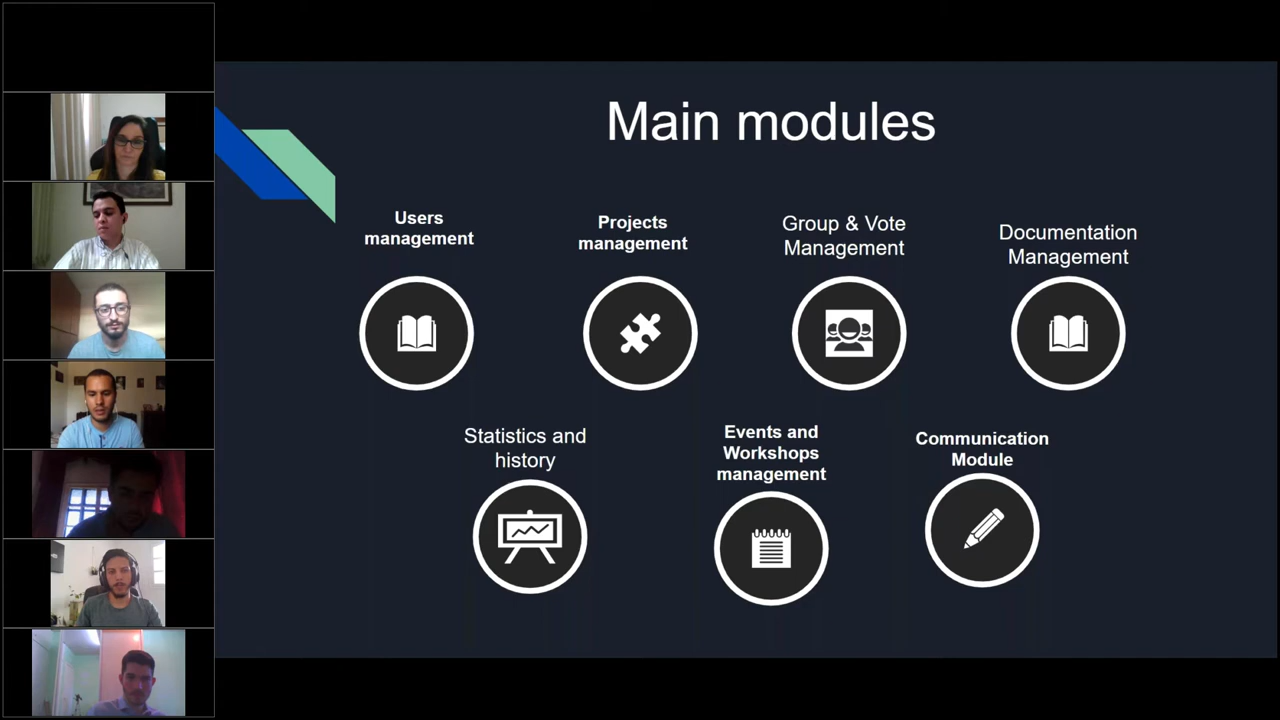 Main modules
Users
management
Projects
management
Group & Vote
Management
Documentation
Management
Statistics and
history
Events and
Workshops
management
Communication
Module